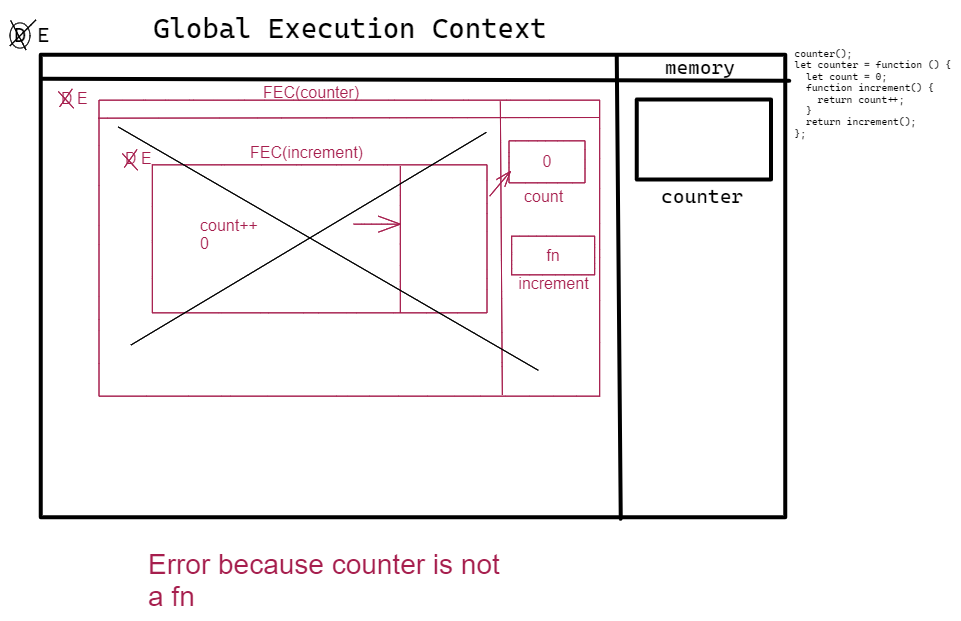 D E
Global Execution Context
memory
counter();
let counter = function () {
let count = 0;
function increment() {
return count++;
}
return increment();
};
D E
FEC(counter)
D E
FEC(increment)
0
count
count++
0
fn
increment
counter
Error because counter is not
a fn